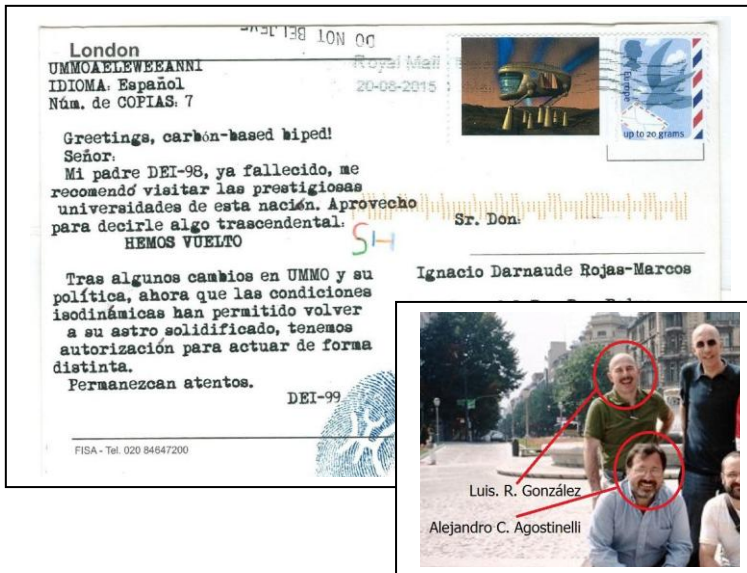 DO NOT BELIEVE
London
UMMOAELEWEEANNI
IDIOMA: Español
Núm. de COPIAS: 7
Royal Mail
20-08-2015
Europe
up to 20 grams
Greetings, carbón-based biped!
Señor:
Mi padre DEI-98, ya fallecido, me
recomendó visitar las prestigiosas
universidades de esta nación. Aprovecho
para decirle algo trascendental:
HEMOS VUELTO
SH
Sr. Don:
Ignacio Darnaude Rojas-Marcos
Tras algunos cambios en UMMO y su
política, ahora que las condiciones
isodinámicas han permitido volver
a su astro solidificado, tenemos
autorización para actuar de forma
distinta.
Permanezcan atentos.
DEI-99
FISA - Tel. 020 84647200
Luis. R. González
Alejandro C. Agostinelli